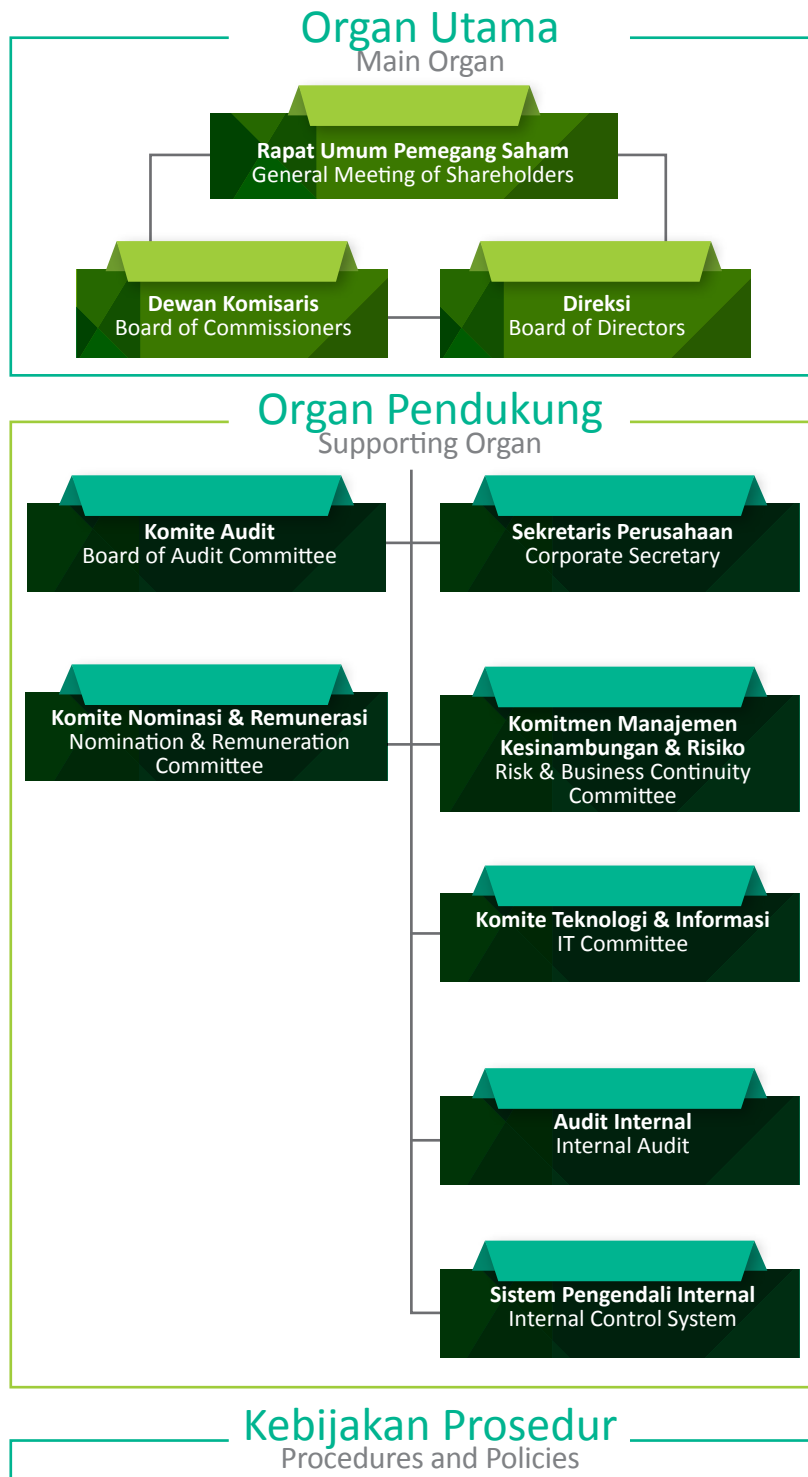 Organ Utama
Main Organ
Rapat Umum Pemegang Saham
General Meeting of Shareholders
Dewan Komisaris
Board of Commissioners
Direksi
Board of Directors
Organ Pendukung
Supporting Organ
Komite Audit
Board of Audit Committee
Sekretaris Perusahaan
Corporate Secretary
Komite Nominasi & Remunerasi
Nomination & Remuneration
Committee
Komitmen Manajemen
Kesinambungan & Risiko
Risk & Business Continuity
Committee
Komite Teknologi & Informasi
IT Committee
Audit Internal
Internal Audit
Sistem Pengendali Internal
Internal Control System
Kebijakan Prosedur
Procedures and Policies